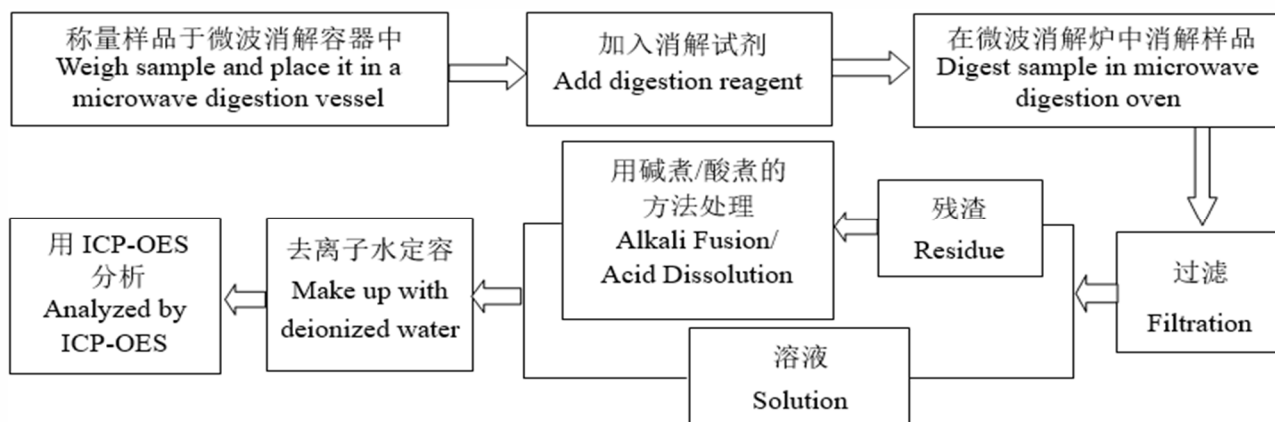 称量样品于微波消解容器中
Weigh sample and place it in a
microwave digestion vessel
加入消解试剂
Add digestion reagent
在微波消解炉中消解样品
Digest sample in microwave
digestion oven
过滤
Filtration
残渣
Residue
用碱煮/酸煮的
方法处理
Alkali Fusion/
Acid Dissolution
溶液
Solution
去离子水定容
Make up with
deionized water
用 ICP-OES
分析
Analyzed by
ICP-OES